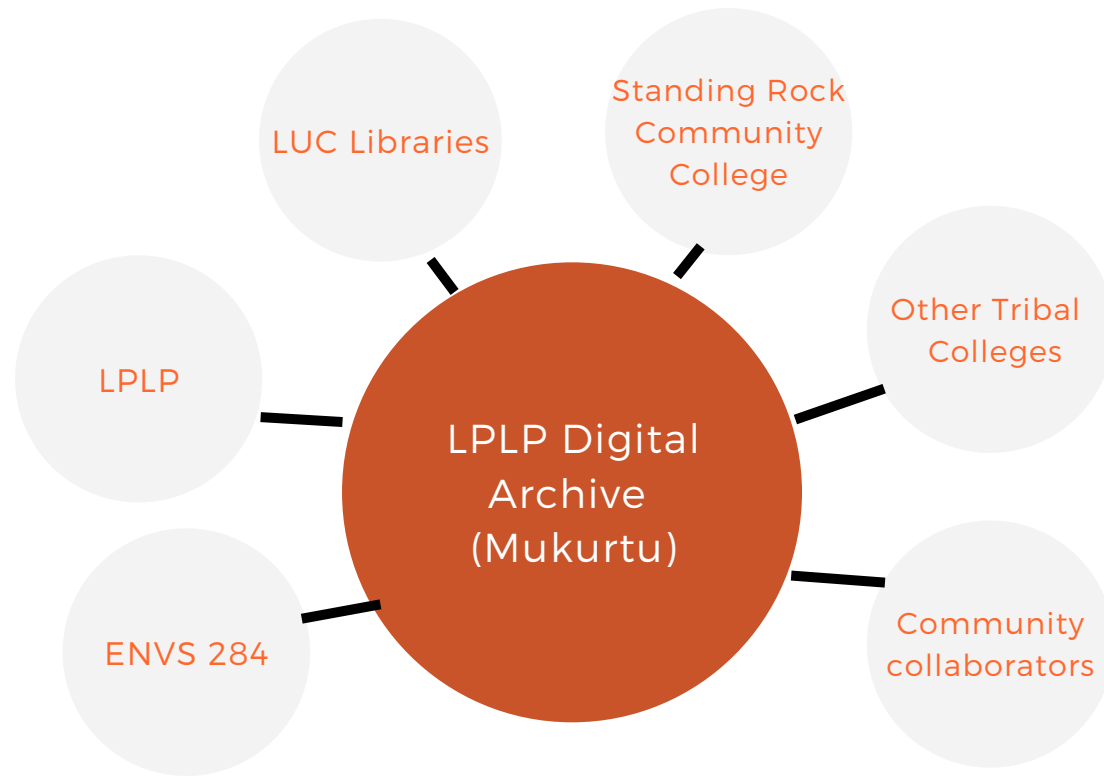 Standing Rock
Community
College
LUC Libraries
Other Tribal
Colleges
LPLP
LPLP Digital
Archive
(Mukurtu)
ENVS 284
Community
collaborators